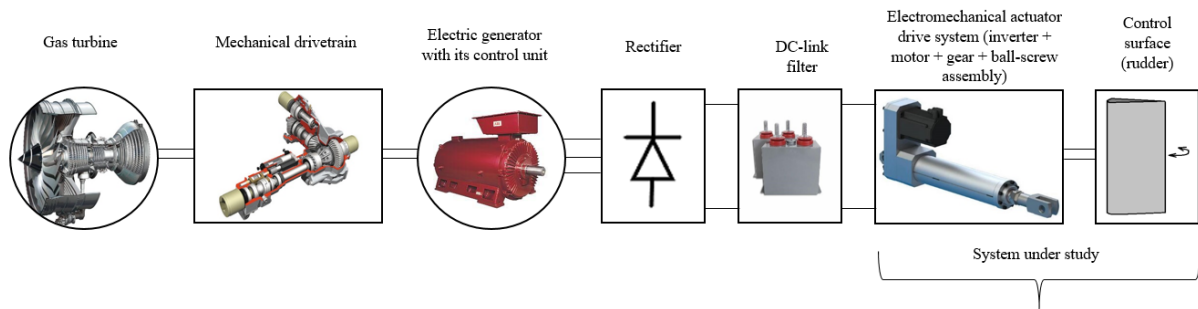 Gas turbine
Mechanical drivetrain
Electric generator
with its control unit
Rectifier
DC-link
filter
Electromechanical actuator
drive system (inverter +
motor + gear + ball-screw
assembly)
Control
surface
(rudder)
System under study